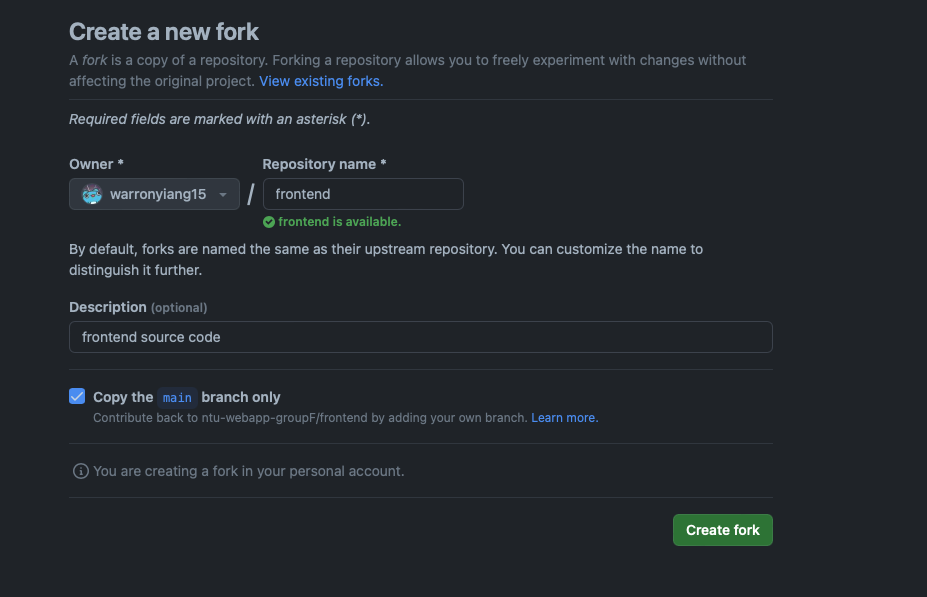 Create a new fork
A fork is a copy of a repository. Forking a repository allows you to freely experiment with changes without
affecting the original project. View existing forks.
Required fields are marked with an asterisk (*).
Owner * Repository name *
warronyiang15 / frontend
frontend is available.
By default, forks are named the same as their upstream repository. You can customize the name to
distinguish it further.
Description (optional)
frontend source code
Copy the main branch only
Contribute back to ntu-webapp-groupF/frontend by adding your own branch. Learn more.
You are creating a fork in your personal account.
Create fork